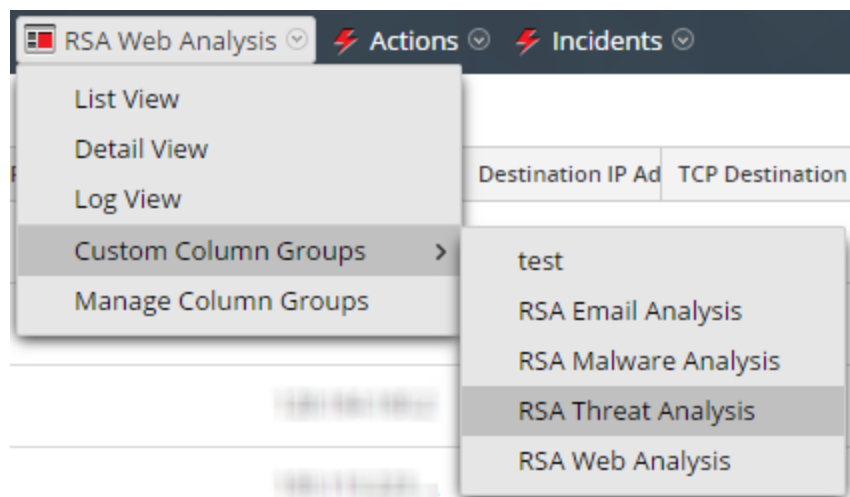 RSA Web Analysis Actions Incidents
List View
Detail View
Log View
Custom Column Groups
Manage Column Groups
Destination IP Ad TCP Destination
test
RSA Email Analysis
RSA Malware Analysis
RSA Threat Analysis
RSA Web Analysis